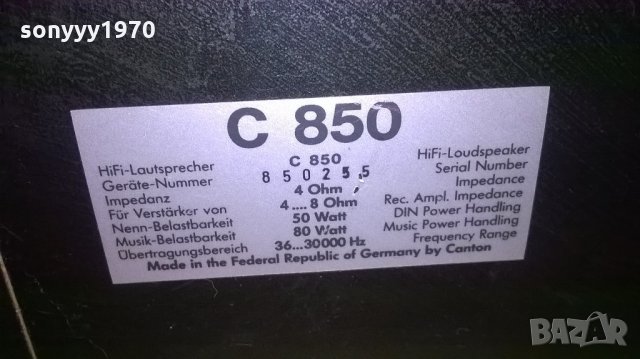 sonyyy1970
C 850
HiFi-Lautsprecher C 850 HiFi-Loudspeaker
Geräte-Nummer 850255 Serial Number
Impedanz 4 Ohm Impedance
Für Verstärker von 4....8 Ohm Rec. Ampl. Impedance
Nenn-Belastbarkeit 50 Watt DIN Power Handling
Musik-Belastbarkeit 80 Watt Music Power Handling
Übertragungsbereich 36...30000 Hz Frequency Range
Made in the Federal Republic of Germany by Canton
BAZAR